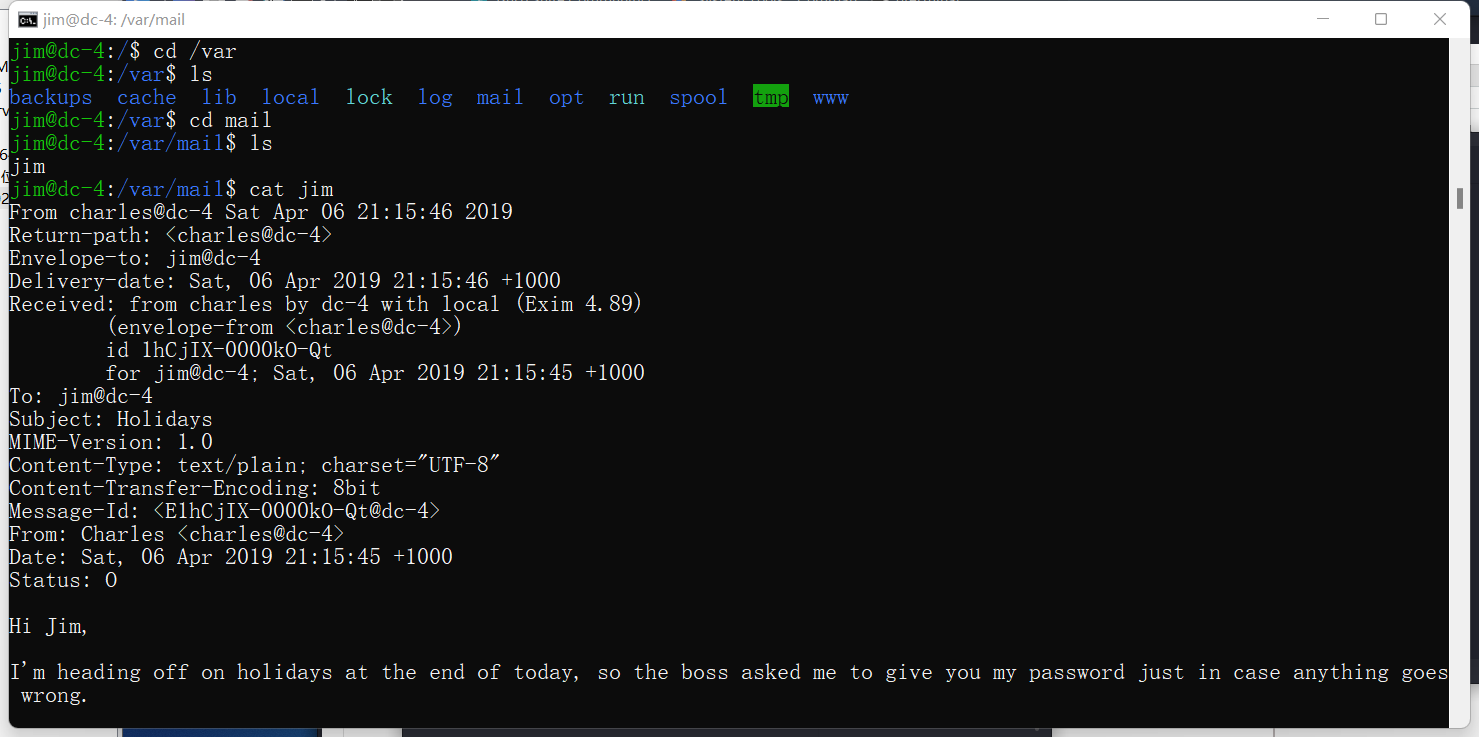 jim@dc-4: /var/mail
jim@dc-4:/$ cd /var
jim@dc-4:/var$ ls
backups  cache  lib  local  lock  log  mail  opt  run  spool  tmp  www
jim@dc-4:/var$ cd mail
jim@dc-4:/var/mail$ ls
jim
jim@dc-4:/var/mail$ cat jim
From charles@dc-4 Sat Apr 06 21:15:46 2019
Return-path: <charles@dc-4>
Envelope-to: jim@dc-4
Delivery-date: Sat, 06 Apr 2019 21:15:46 +1000
Received: from charles by dc-4 with local (Exim 4.89)
        (envelope-from <charles@dc-4>)
        id 1hCjIX-0000kO-Qt
        for jim@dc-4; Sat, 06 Apr 2019 21:15:45 +1000
To: jim@dc-4
Subject: Holidays
MIME-Version: 1.0
Content-Type: text/plain; charset="UTF-8"
Content-Transfer-Encoding: 8bit
Message-Id: <E1hCjIX-0000kO-Qt@dc-4>
From: Charles <charles@dc-4>
Date: Sat, 06 Apr 2019 21:15:45 +1000
Status: O
Hi Jim,
I'm heading off on holidays at the end of today, so the boss asked me to give you my password just in case anything goes
 wrong.